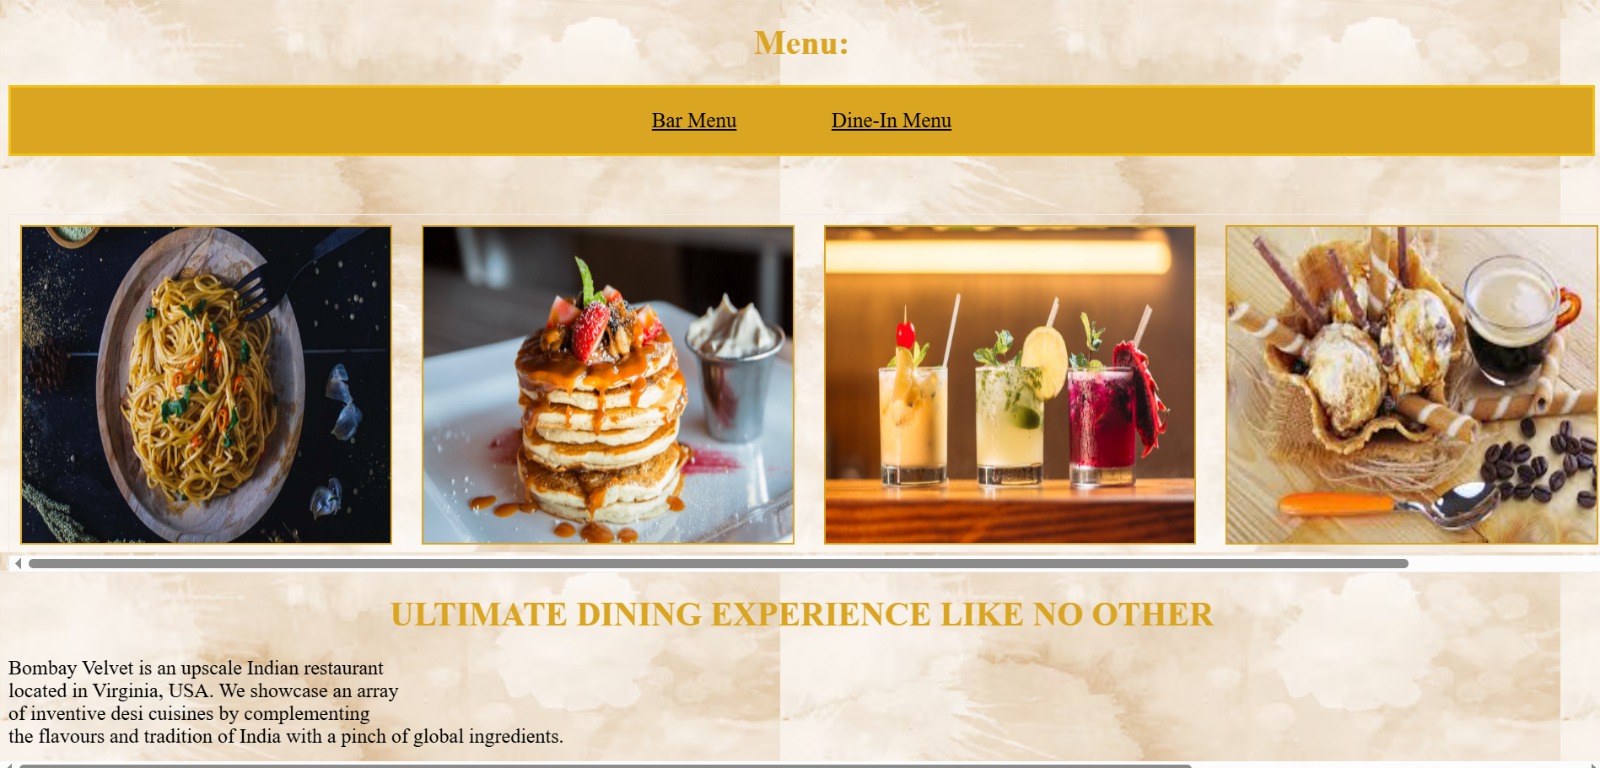 Menu:
Bar Menu Dine-In Menu
ULTIMATE DINING EXPERIENCE LIKE NO OTHER
Bombay Velvet is an upscale Indian restaurant
located in Virginia, USA. We showcase an array
of inventive desi cuisines by complementing
the flavours and tradition of India with a pinch of global ingredients.